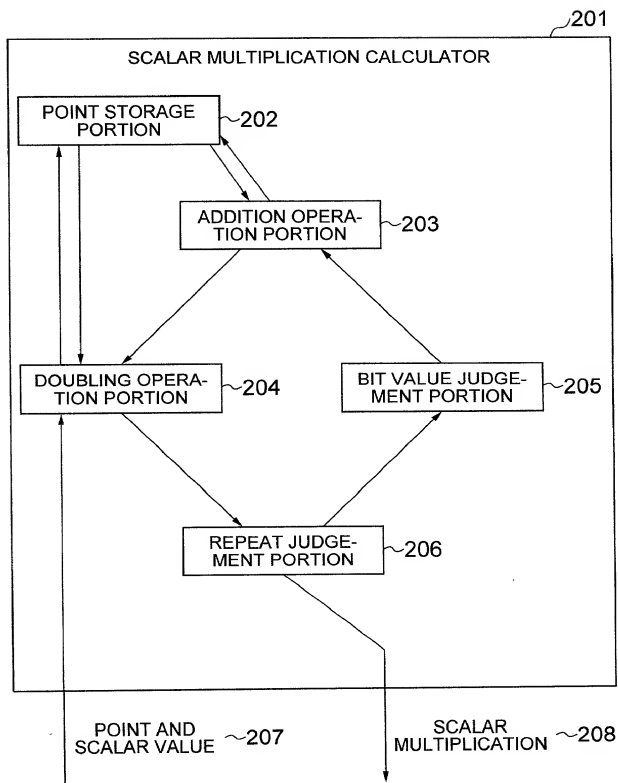 201
SCALAR MULTIPLICATION CALCULATOR
POINT STORAGE
PORTION
202
ADDITION OPERA-
TION PORTION
203
DOUBLING OPERA-
TION PORTION
204
BIT VALUE JUDGE-
MENT PORTION
205
REPEAT JUDGE-
MENT PORTION
206
POINT AND
SCALAR VALUE
207
SCALAR
MULTIPLICATION
208